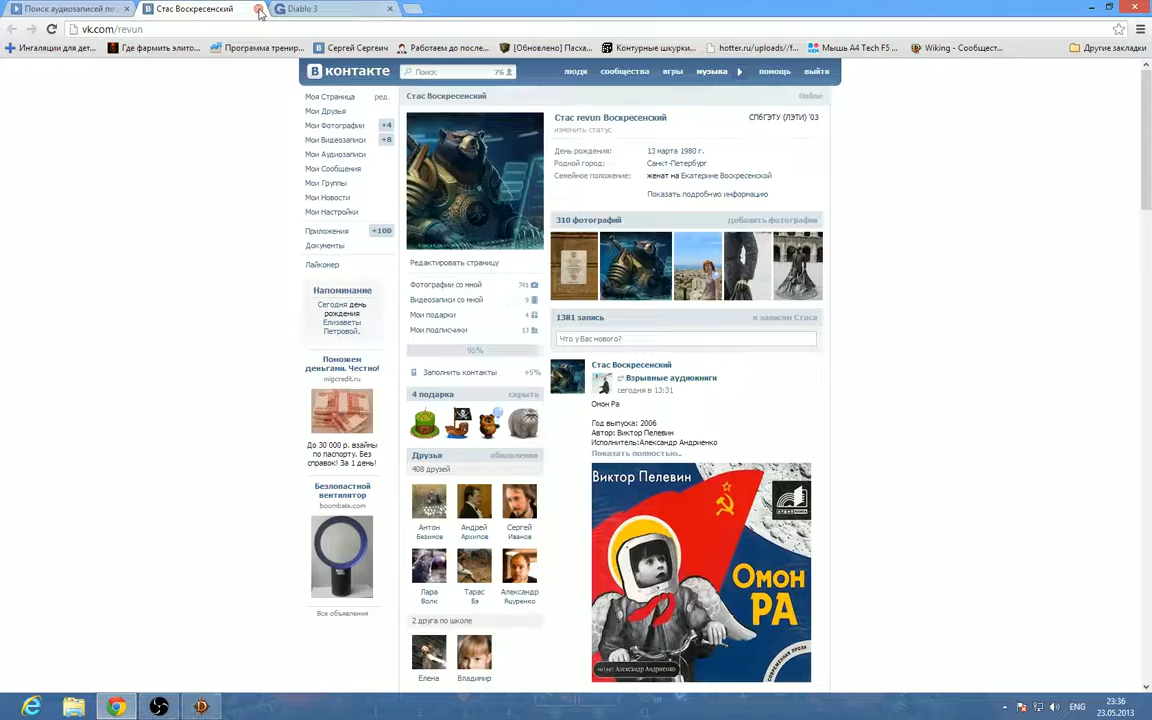 Поиск аудиозаписей по
Стас Воскресенский
Diablo 3
vk.com/revun
Ингаляции для дет...
Где фармить элито...
Программа тренир...
Сергей Сергеич
Работаем до после...
[Обновлено] Пасха...
Контурные шкурки...
hotter.ru/uploads//f...
Мышь A4 Tech F5 ...
Wiking - Сообщест...
Другие закладки
В контакте
Поиск
76
люди
сообщества
игры
музыка
помощь
выйти
Моя Страница
ред.
Мои Друзья
Мои Фотографии
+4
Мои Видеозаписи
+8
Мои Аудиозаписи
Мои Сообщения
Мои Группы
Мои Новости
Мои Настройки
Приложения
+100
Документы
Лайкомер
Напоминание
Сегодня день
рождения
Елизаветы
Петровой.
Поможем
деньгами. Честно!
migcredit.ru
До 30 000 р. взаймы
по паспорту. Без
справок! За 1 день!
Безлопастной
вентилятор
boombate.com
Все объявления
Стас Воскресенский
Online
Редактировать страницу
Фотографии со мной
741
Видеозаписи со мной
9
Мои подарки
4
Мои подписчики
13
95%
Заполнить контакты
+5%
4 подарка
скрыть
Друзья
обновления
408 друзей
Антон
Безинов
Андрей
Архипов
Сергей
Иванов
Лара
Волк
Тарас
Бэ
Александр
Яцуренко
2 друга по школе
Елена
Владимир
Стас revun Воскресенский
СПбГЭТУ (ЛЭТИ) '03
изменить статус
День рождения:
13 марта 1980 г.
Родной город:
Санкт-Петербург
Семейное положение:
женат на Екатерине Воскресенской
Показать подробную информацию
310 фотографий
добавить фотографии
1381 запись
к записям Стаса
Что у Вас нового?
Стас Воскресенский
Взрывные аудиокниги
сегодня в 13:31
Омон Ра
Год выпуска: 2006
Автор: Виктор Пелевин
Исполнитель:Александр Андриенко
Показать полностью..
Виктор Пелевин
Омон
РА
ЧИТАЕТ Александр Андриенко
СОВРЕМЕННАЯ ПРОЗА
ENG
23:36
23.05.2013